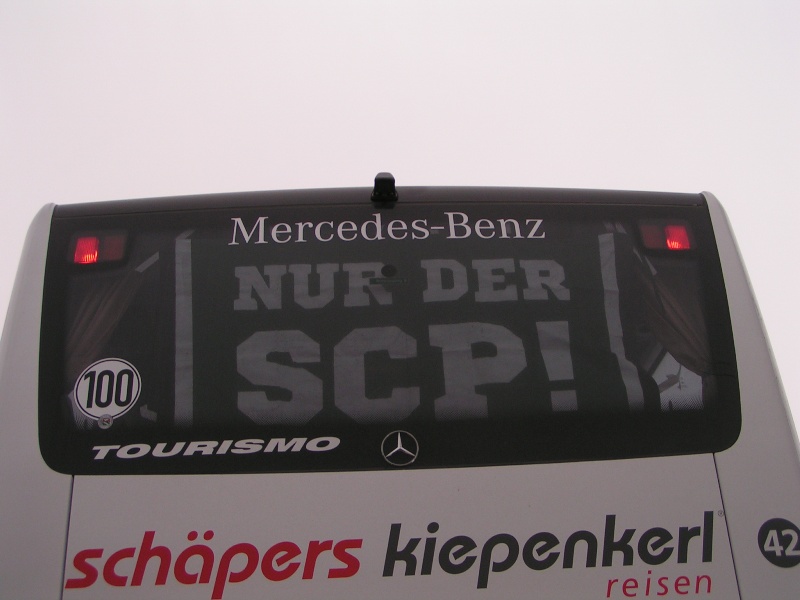 Mercedes-Benz
NUR DER
SCP!
100
TOURISMO
schäpers kiepenkerl
reisen
42